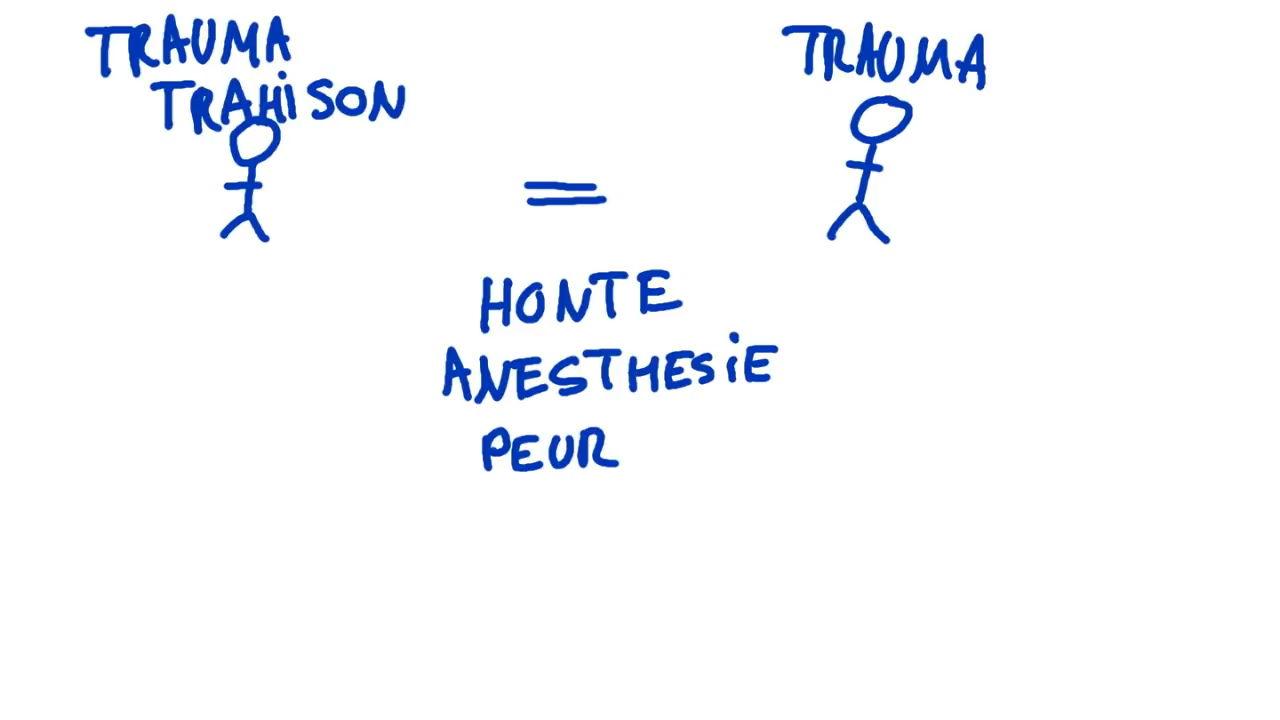 TRAUMA
TRAHiSON
TRAUMA
=
HONTE
ANESTHESiE
PEUR